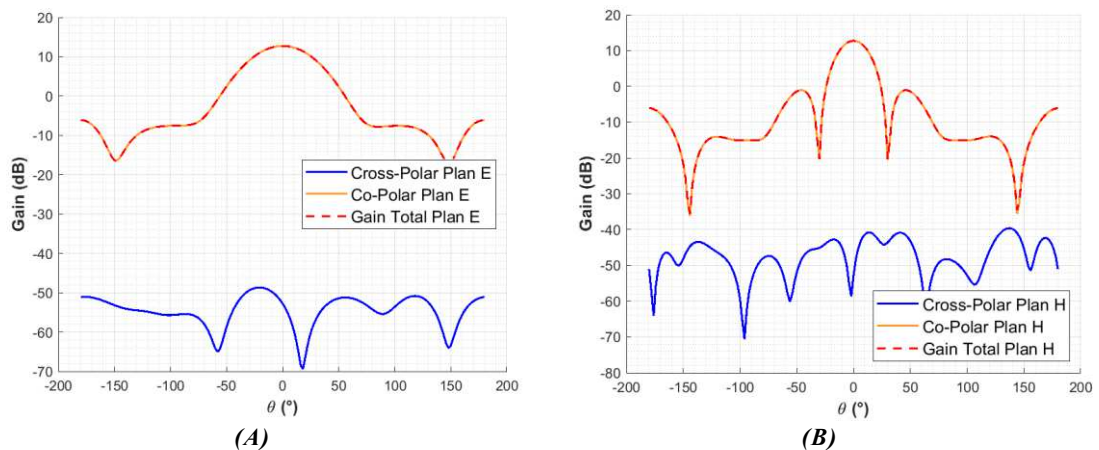 20
10
0
-10
-20
-30
-40
-50
-60
-70
Gain (dB)
-200 -150 -100 -50 0 50 100 150 200
θ (°)
Cross-Polar Plan E
Co-Polar Plan E
Gain Total Plan E
(A)
20
10
0
-10
-20
-30
-40
-50
-60
-70
-80
Gain (dB)
-200 -150 -100 -50 0 50 100 150 200
θ (°)
Cross-Polar Plan H
Co-Polar Plan H
Gain Total Plan H
(B)